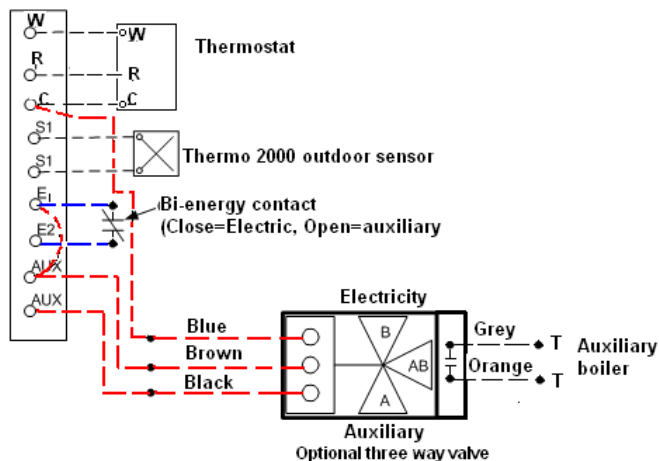 W
W
Thermostat
R
R
C
C
S1
S1
Thermo 2000 outdoor sensor
E1
Bi-energy contact
(Close=Electric, Open=auxiliary
E2
AUX
AUX
Electricity
Blue
B
Grey
T
Auxiliary
boiler
Brown
AB
Orange
T
Black
A
Auxiliary
Optional three way valve